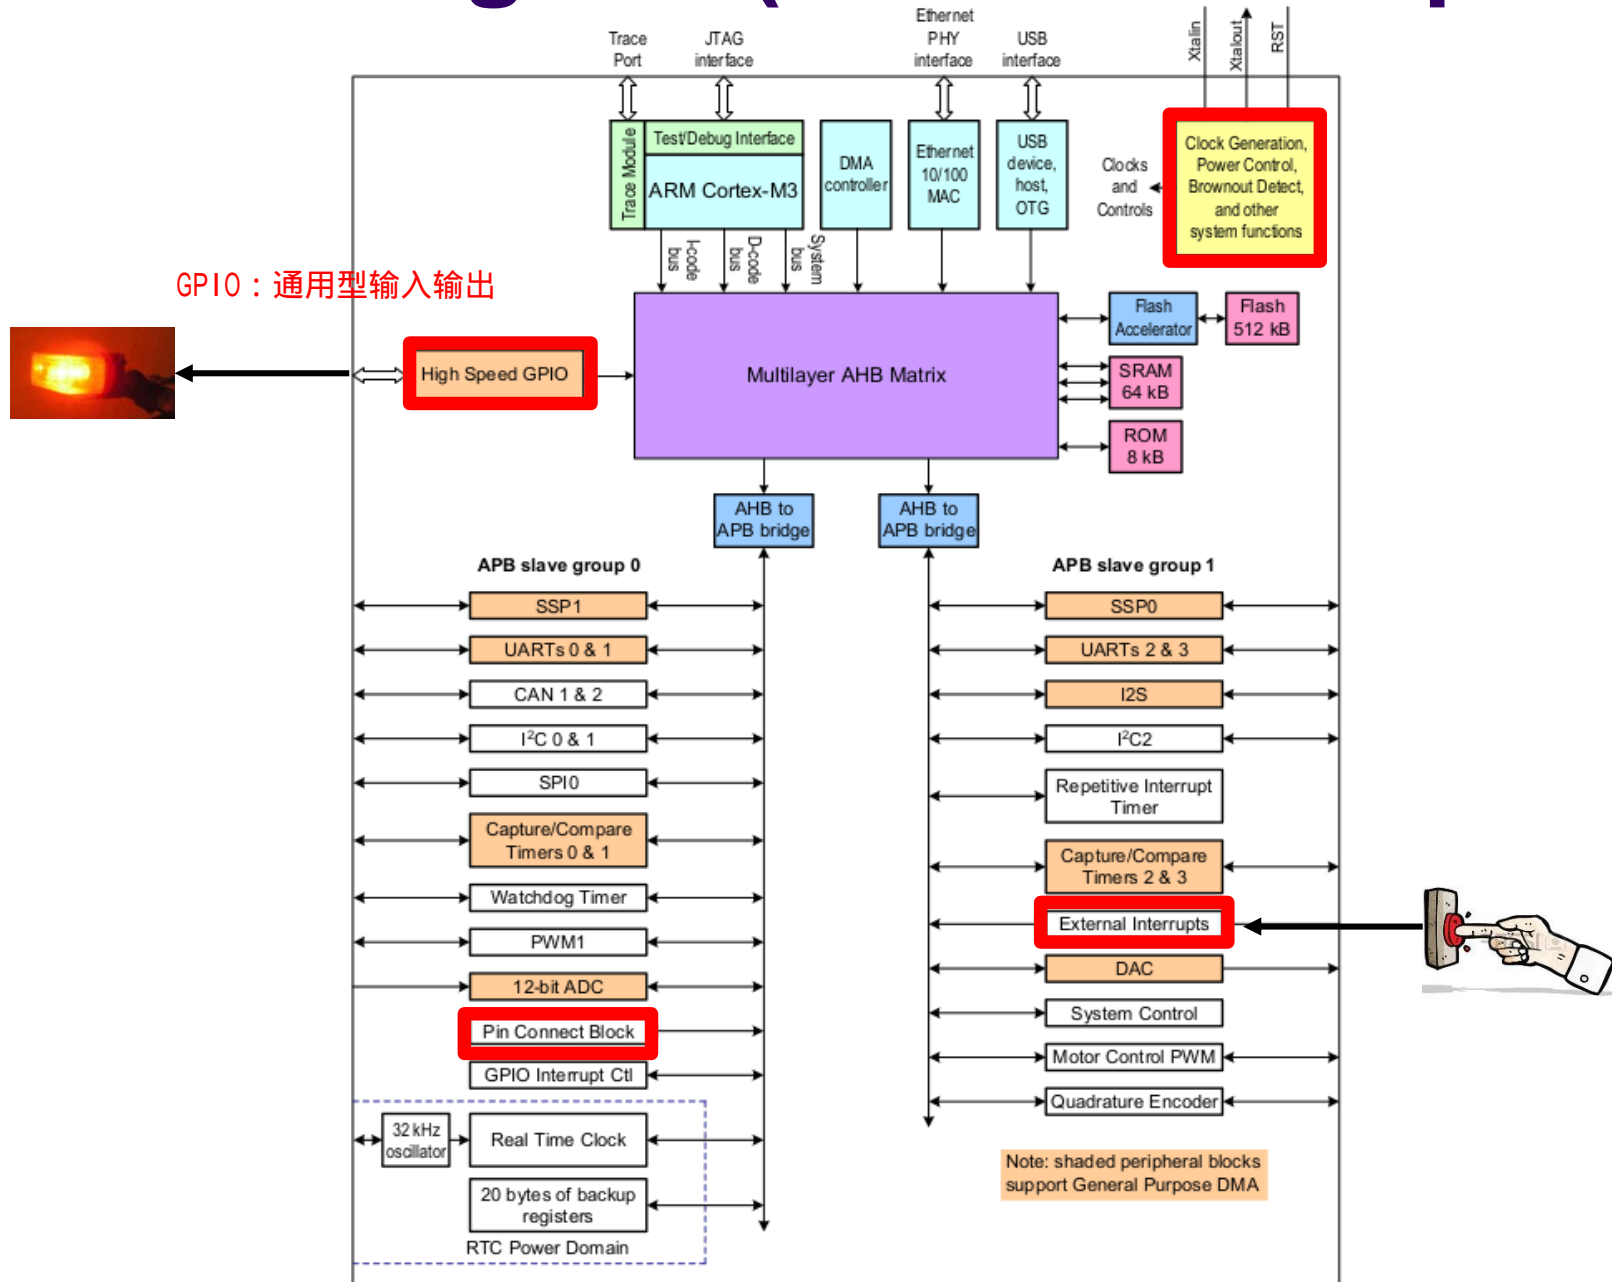 Trace
Port
JTAG
interface
Ethernet
PHY
interface
USB
interface
Xtalin
Xtalout
RST
Trace Module
Test/Debug Interface
ARM Cortex-M3
DMA
controller
Ethernet
10/100
MAC
USB
device,
host,
OTG
Clocks
and
Controls
Clock Generation,
Power Control,
Brownout Detect,
and other
system functions
I-code
bus
D-code
bus
System
bus
GPIO：通用型输入输出
High Speed GPIO
Multilayer AHB Matrix
Flash
Accelerator
Flash
512 kB
SRAM
64 kB
ROM
8 kB
AHB to
APB bridge
AHB to
APB bridge
APB slave group 0
SSP1
UARTs 0 & 1
CAN 1 & 2
I²C 0 & 1
SPI0
Capture/Compare
Timers 0 & 1
Watchdog Timer
PWM1
12-bit ADC
Pin Connect Block
GPIO Interrupt Ctl
32 kHz
oscillator
Real Time Clock
20 bytes of backup
registers
RTC Power Domain
APB slave group 1
SSP0
UARTs 2 & 3
I2S
I²C2
Repetitive Interrupt
Timer
Capture/Compare
Timers 2 & 3
External Interrupts
DAC
System Control
Motor Control PWM
Quadrature Encoder
Note: shaded peripheral blocks
support General Purpose DMA